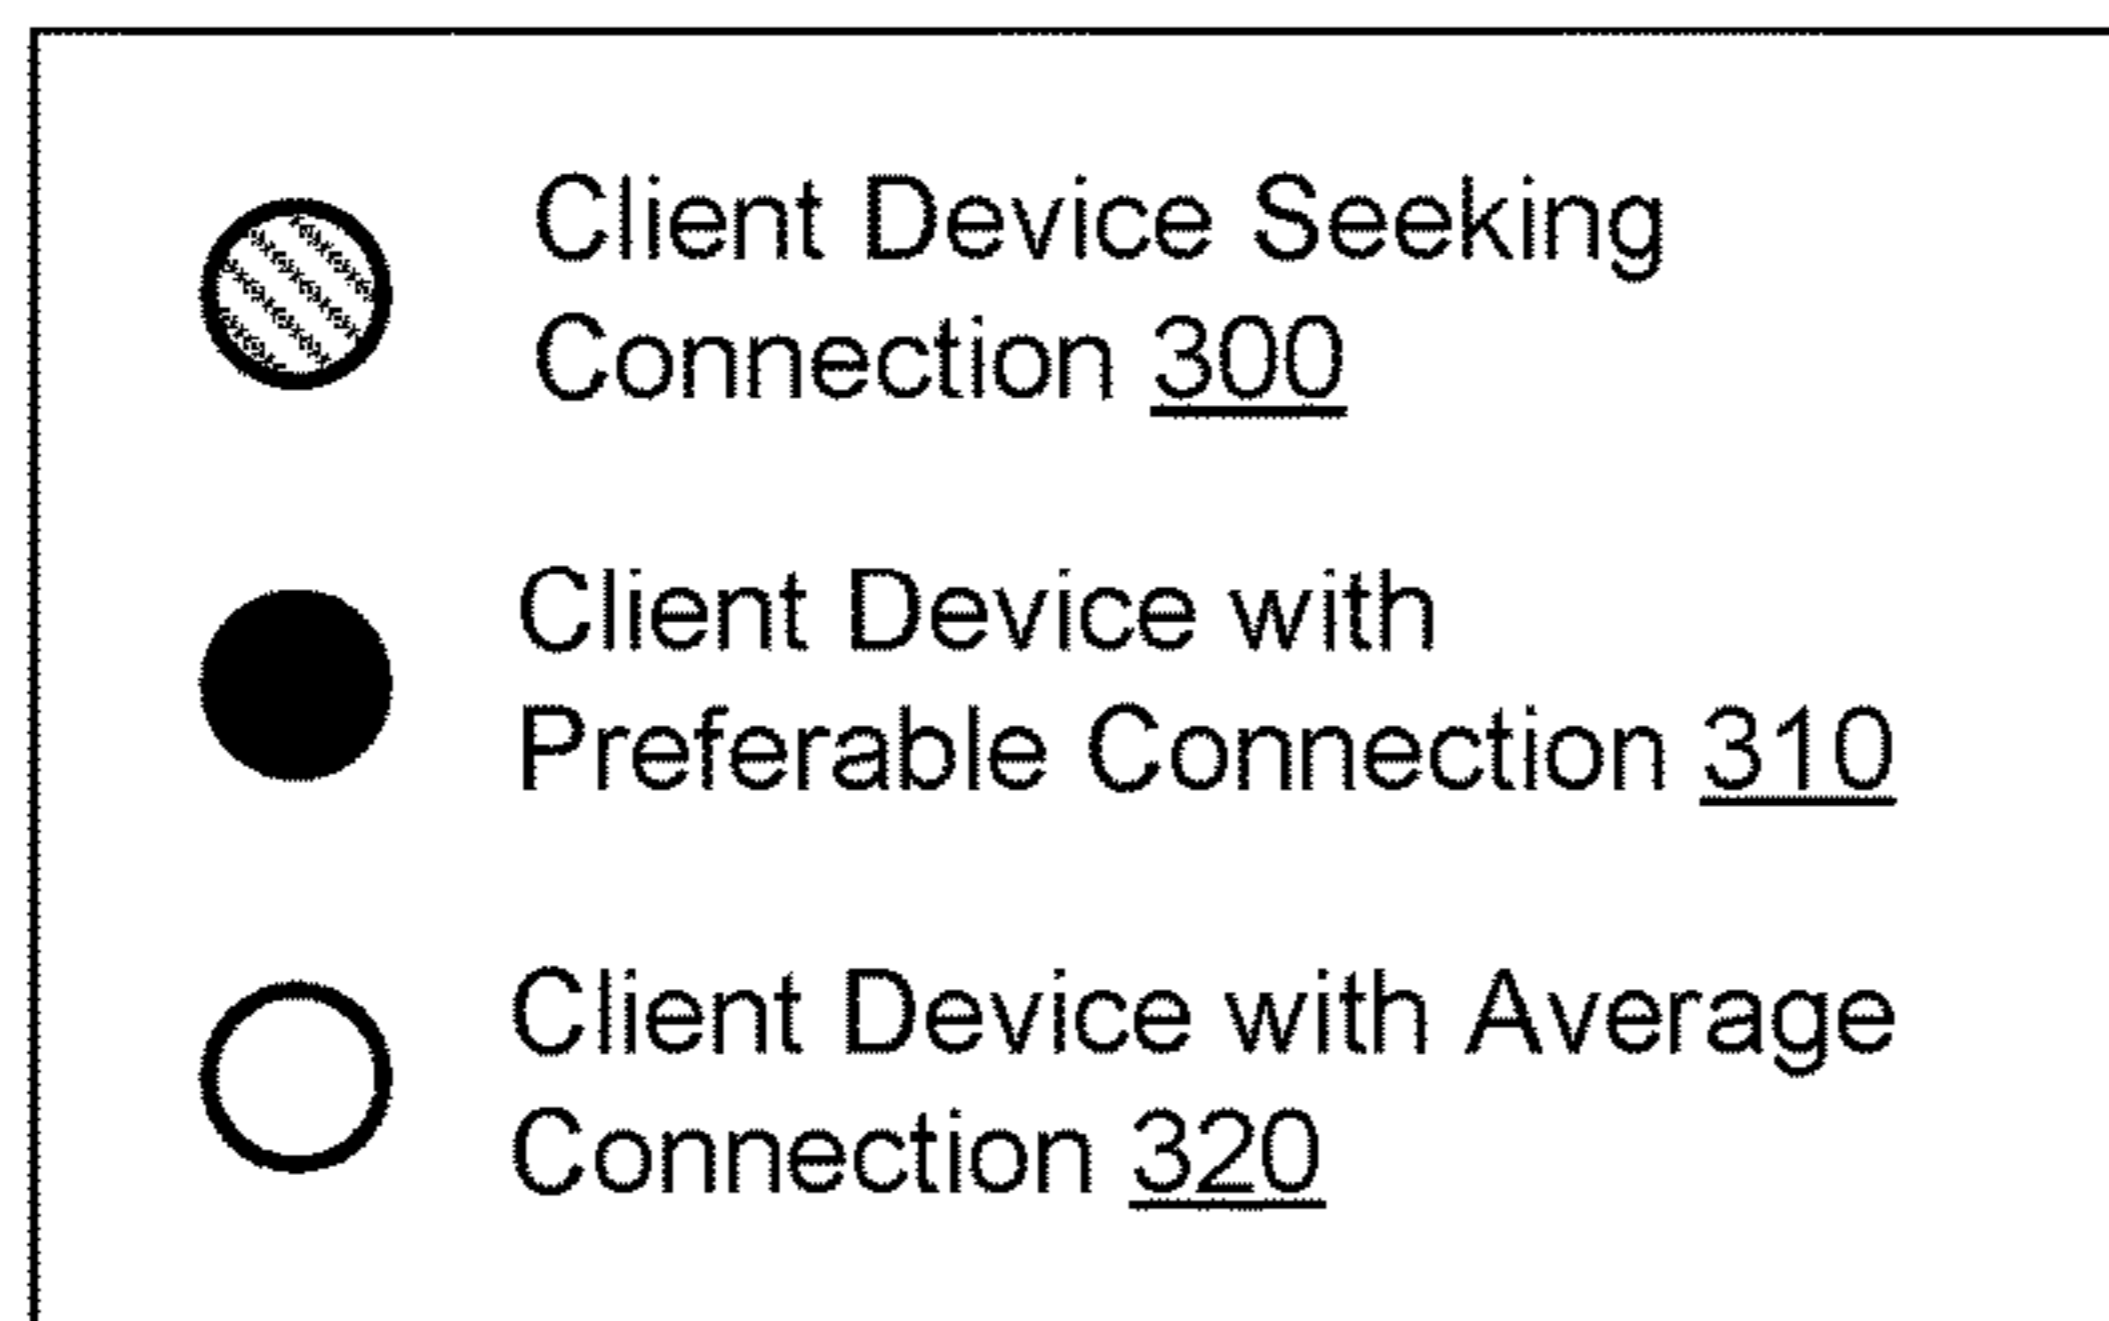 Client Device Seeking
Connection 300
Client Device with
Preferable Connection 310
Client Device with Average
Connection 320